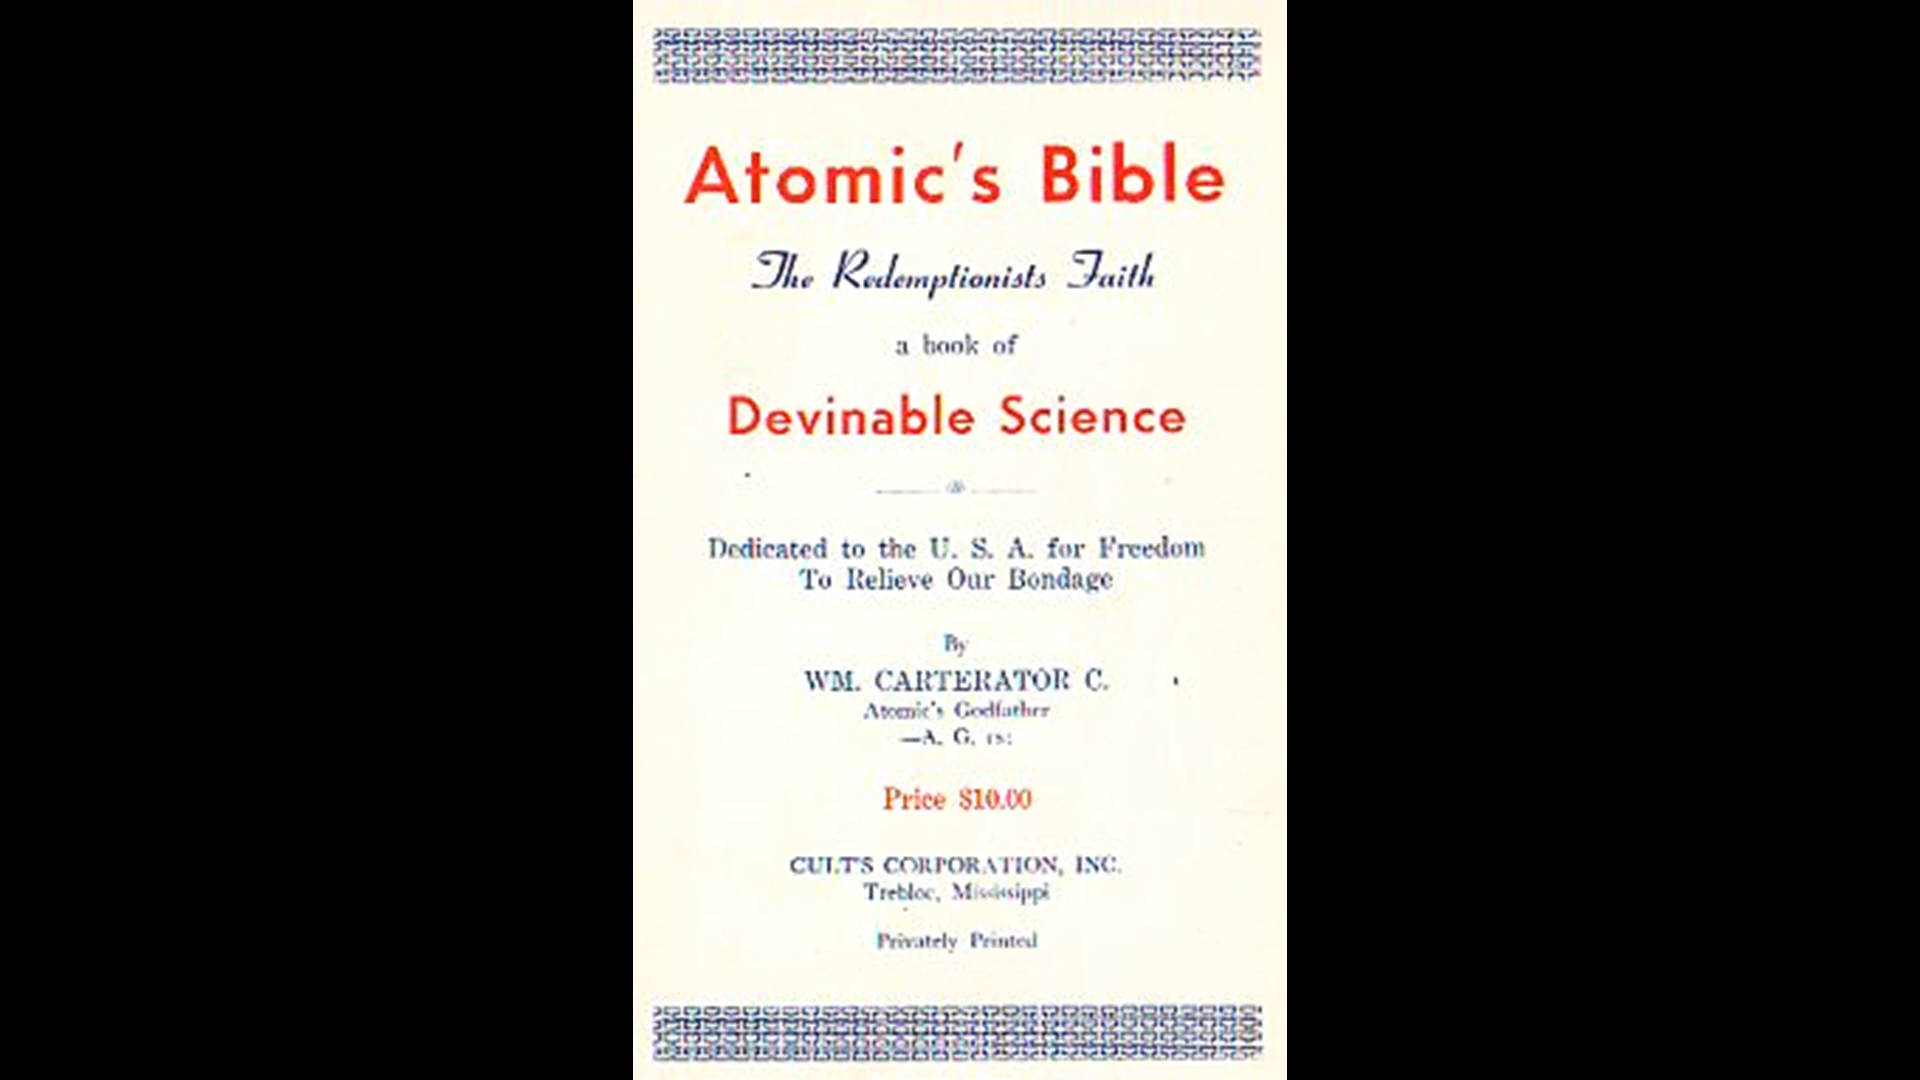 Atomic's Bible
The Redemptionists Faith
a book of
Devinable Science
Dedicated to the U. S. A. for Freedom
To Relieve Our Bondage
By
WM. CARTERATOR C.
Atomic's Godfather
—A. G. is:
Price $10.00
CULT'S CORPORATION, INC.
Trebloc, Mississippi
Privately Printed